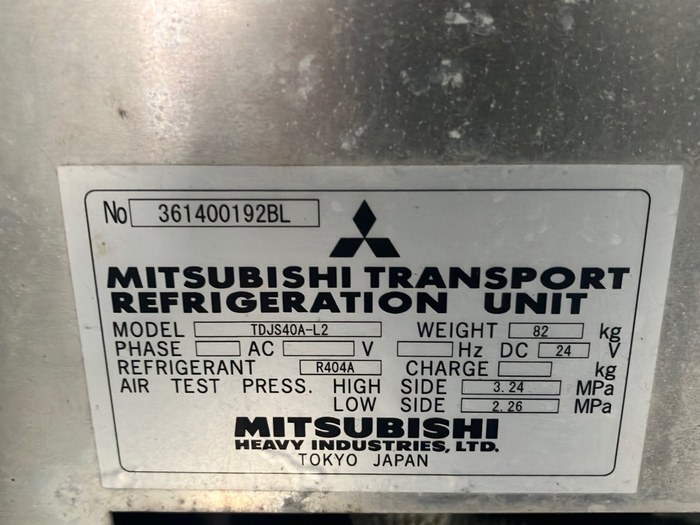 No 361400192BL
MITSUBISHI TRANSPORT
REFRIGERATION UNIT
MODEL TDJS40A-L2 WEIGHT 82 kg
PHASE AC V Hz DC 24 V
REFRIGERANT R404A CHARGE kg
AIR TEST PRESS. HIGH SIDE 3.24 MPa
LOW SIDE 2.26 MPa
MITSUBISHI
HEAVY INDUSTRIES, LTD.
TOKYO JAPAN